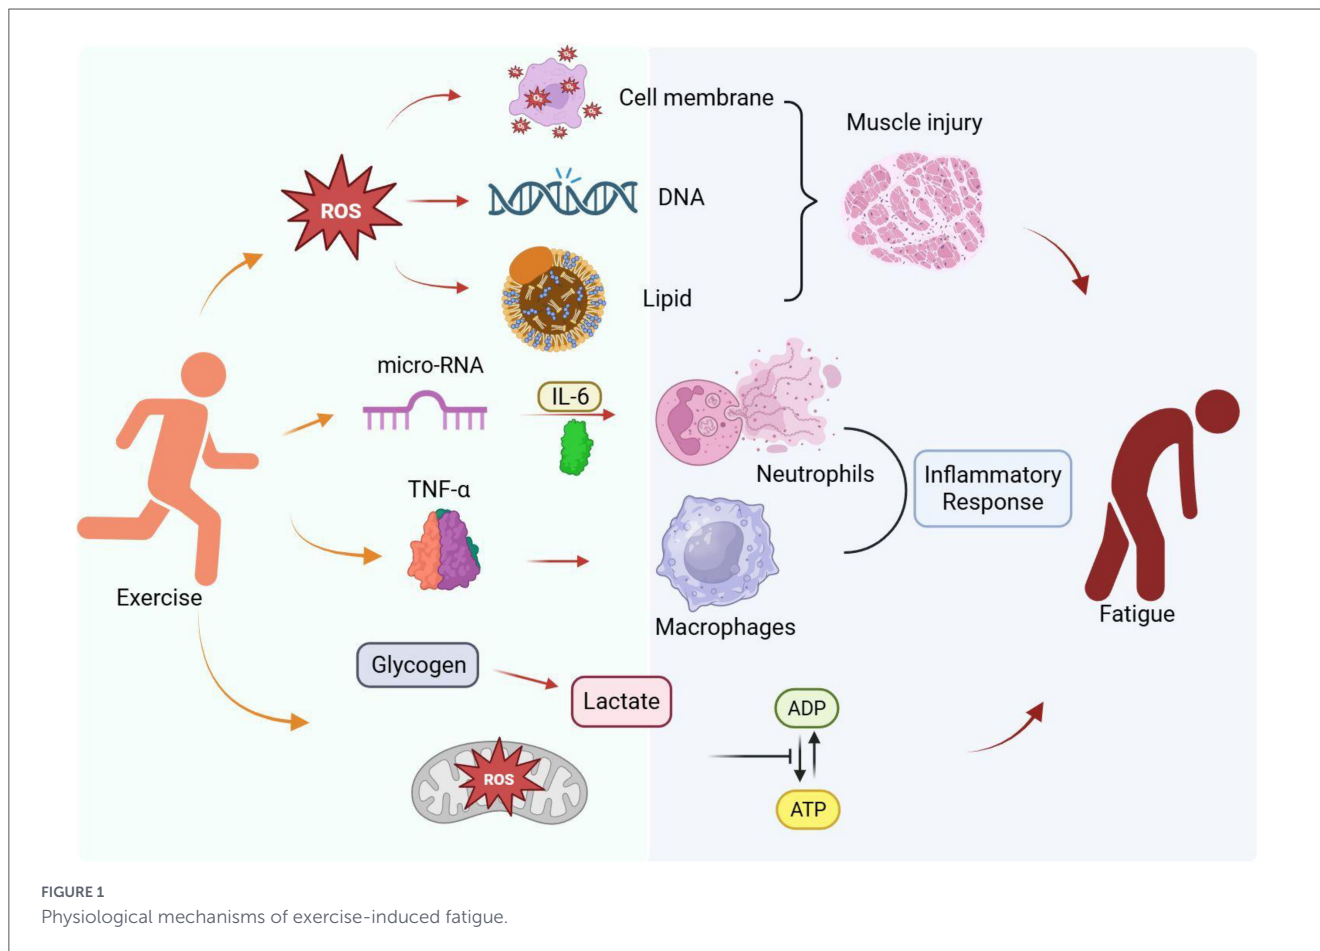 Cell membrane
Muscle injury
ROS
DNA
Lipid
micro-RNA
IL-6
Neutrophils
Inflammatory
Response
TNF-α
Exercise
Macrophages
Fatigue
Glycogen
Lactate
ADP
ROS
ATP
FIGURE 1
Physiological mechanisms of exercise-induced fatigue.